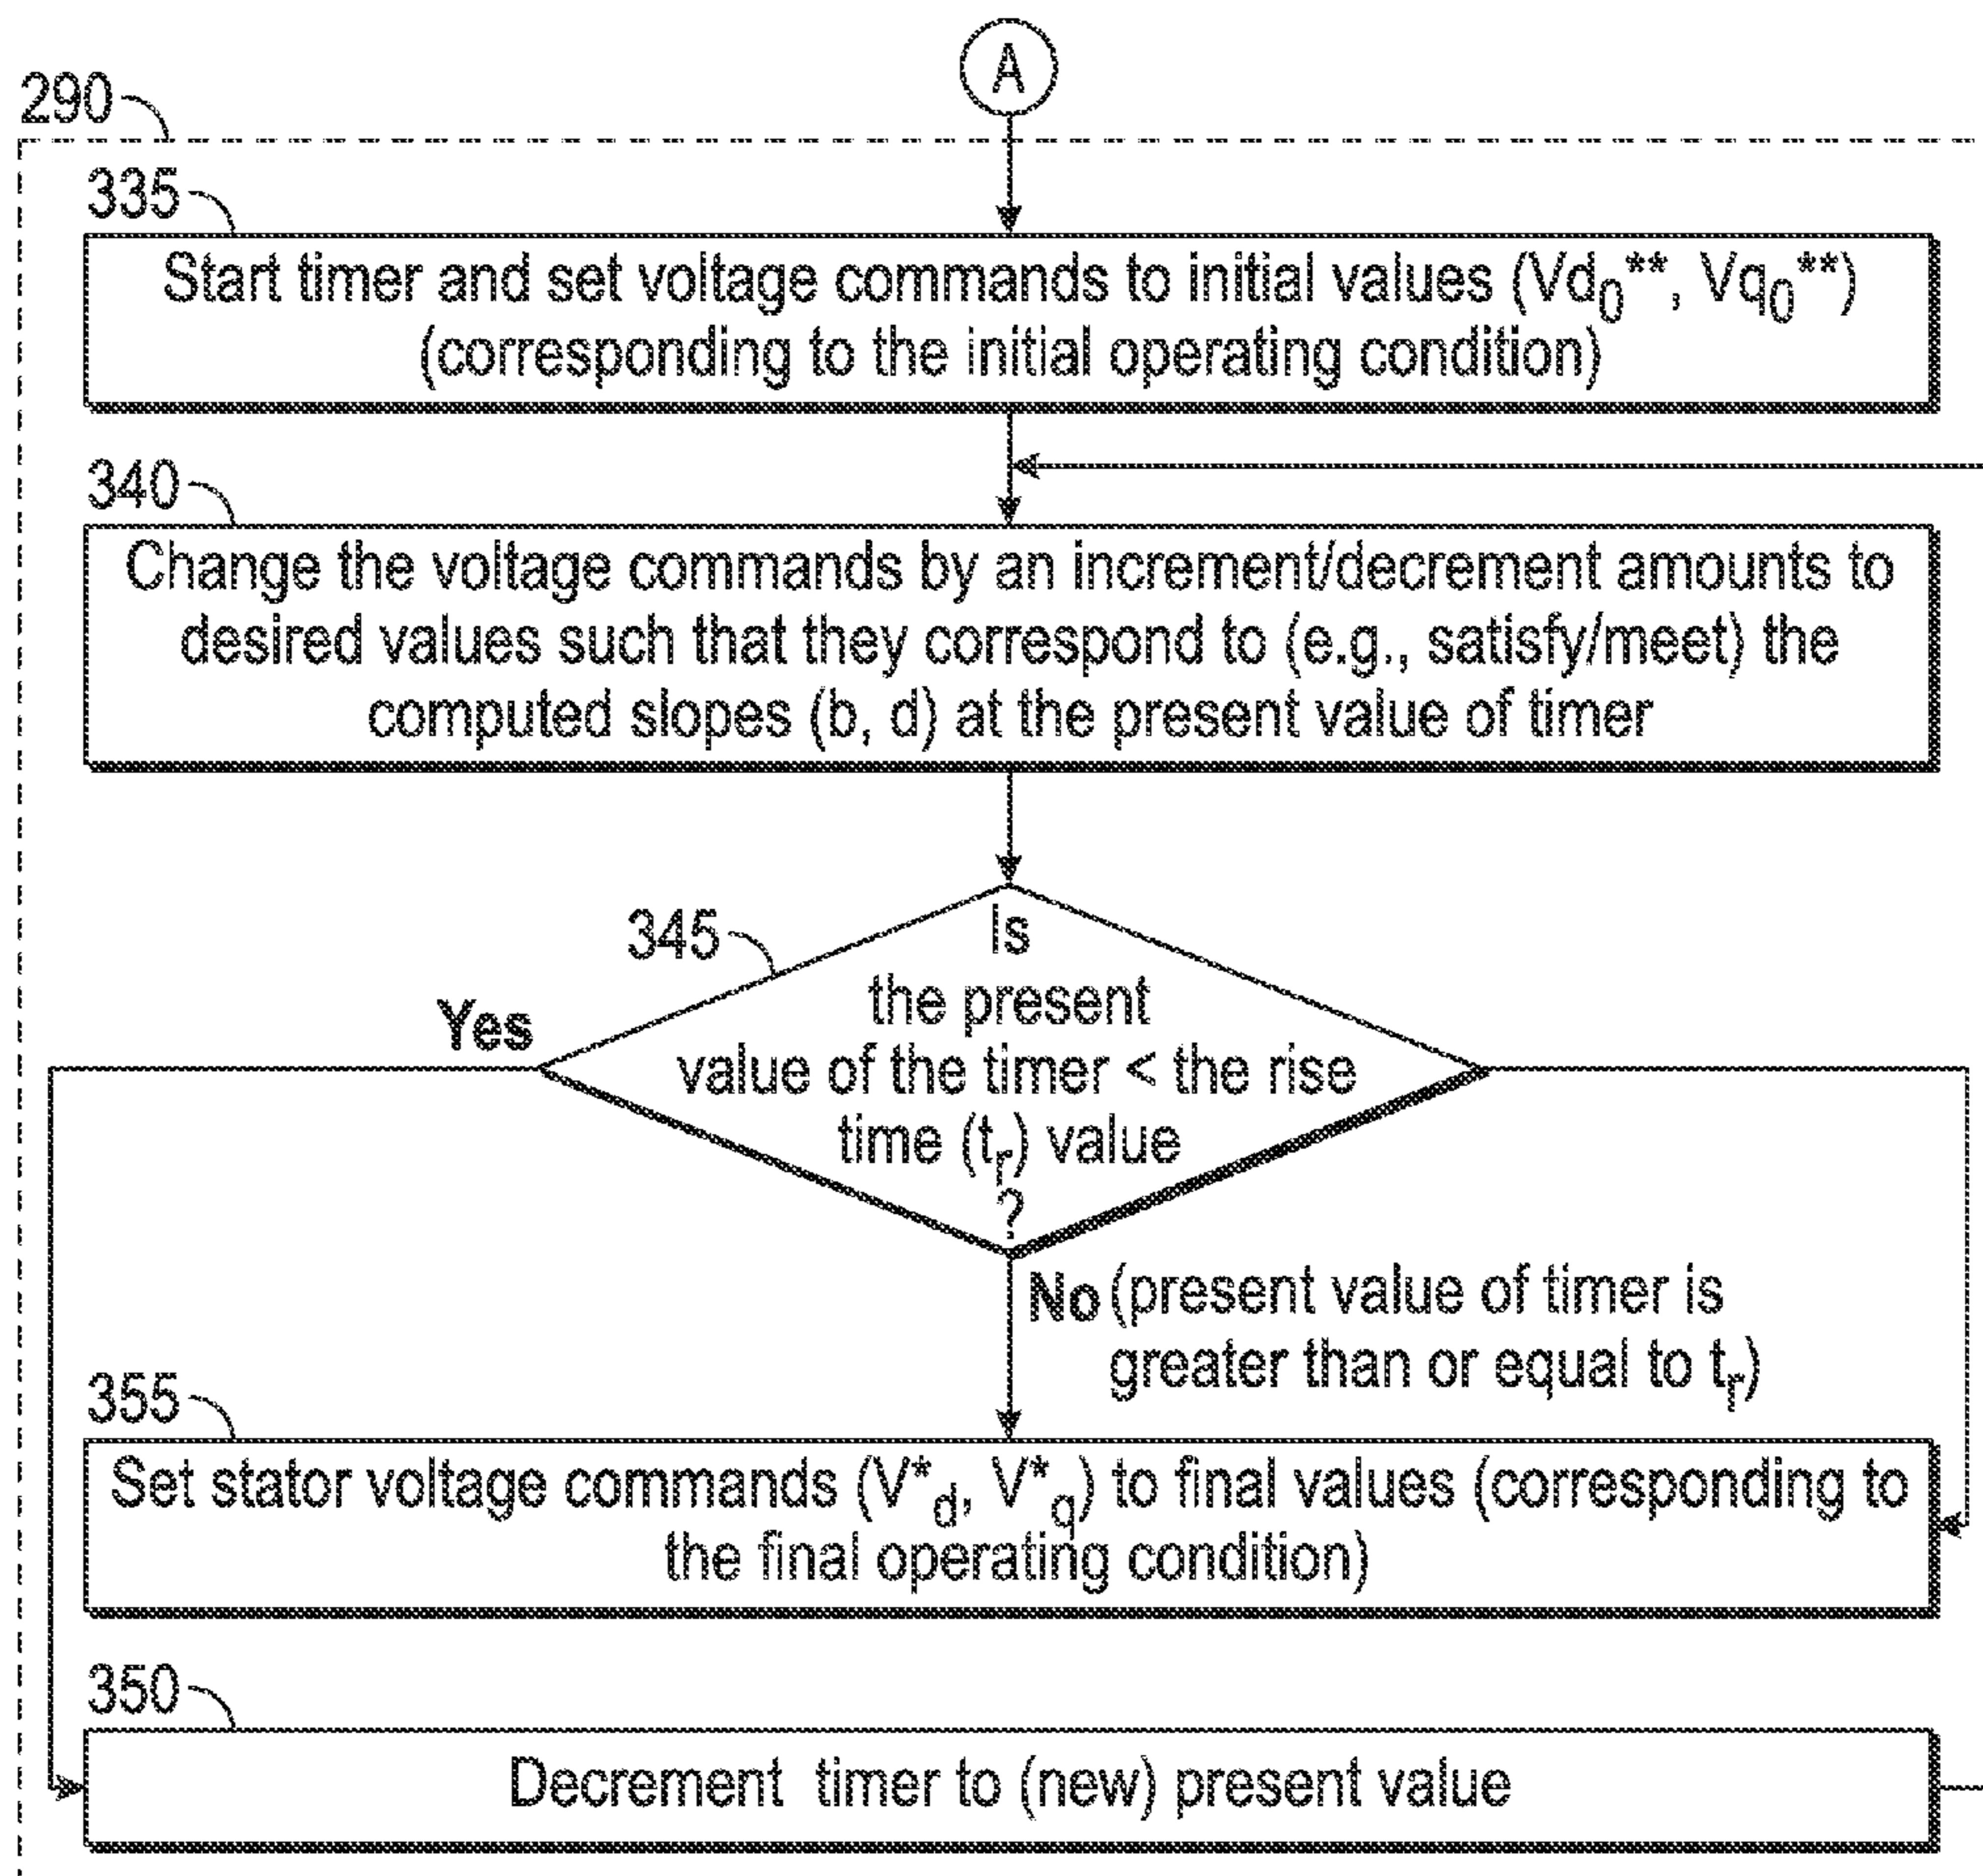 A
290
335
Start timer and set voltage commands to initial values (Vd₀**, Vq₀**)
(corresponding to the initial operating condition)
340
Change the voltage commands by an increment/decrement amounts to
desired values such that they correspond to (e.g., satisfy/meet) the
computed slopes (b, d) at the present value of timer
345
Is
the present
value of the timer < the rise
time (tᵣ) value
?
Yes
No (present value of timer is
greater than or equal to tᵣ)
355
Set stator voltage commands (V*d, V*q) to final values (corresponding to
the final operating condition)
350
Decrement timer to (new) present value